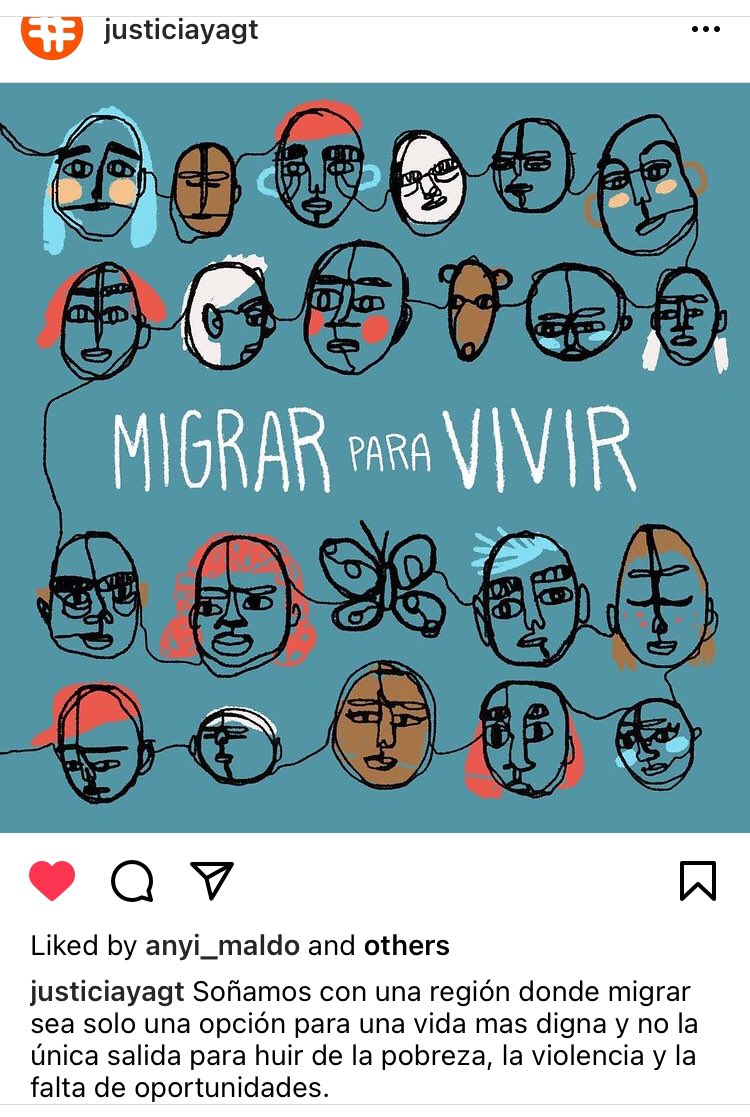 justiciayagt
MIGRAR PARA VIVIR
Liked by anyi_maldo and others
justiciayagt Soñamos con una región donde migrar
sea solo una opción para una vida mas digna y no la
única salida para huir de la pobreza, la violencia y la
falta de oportunidades.